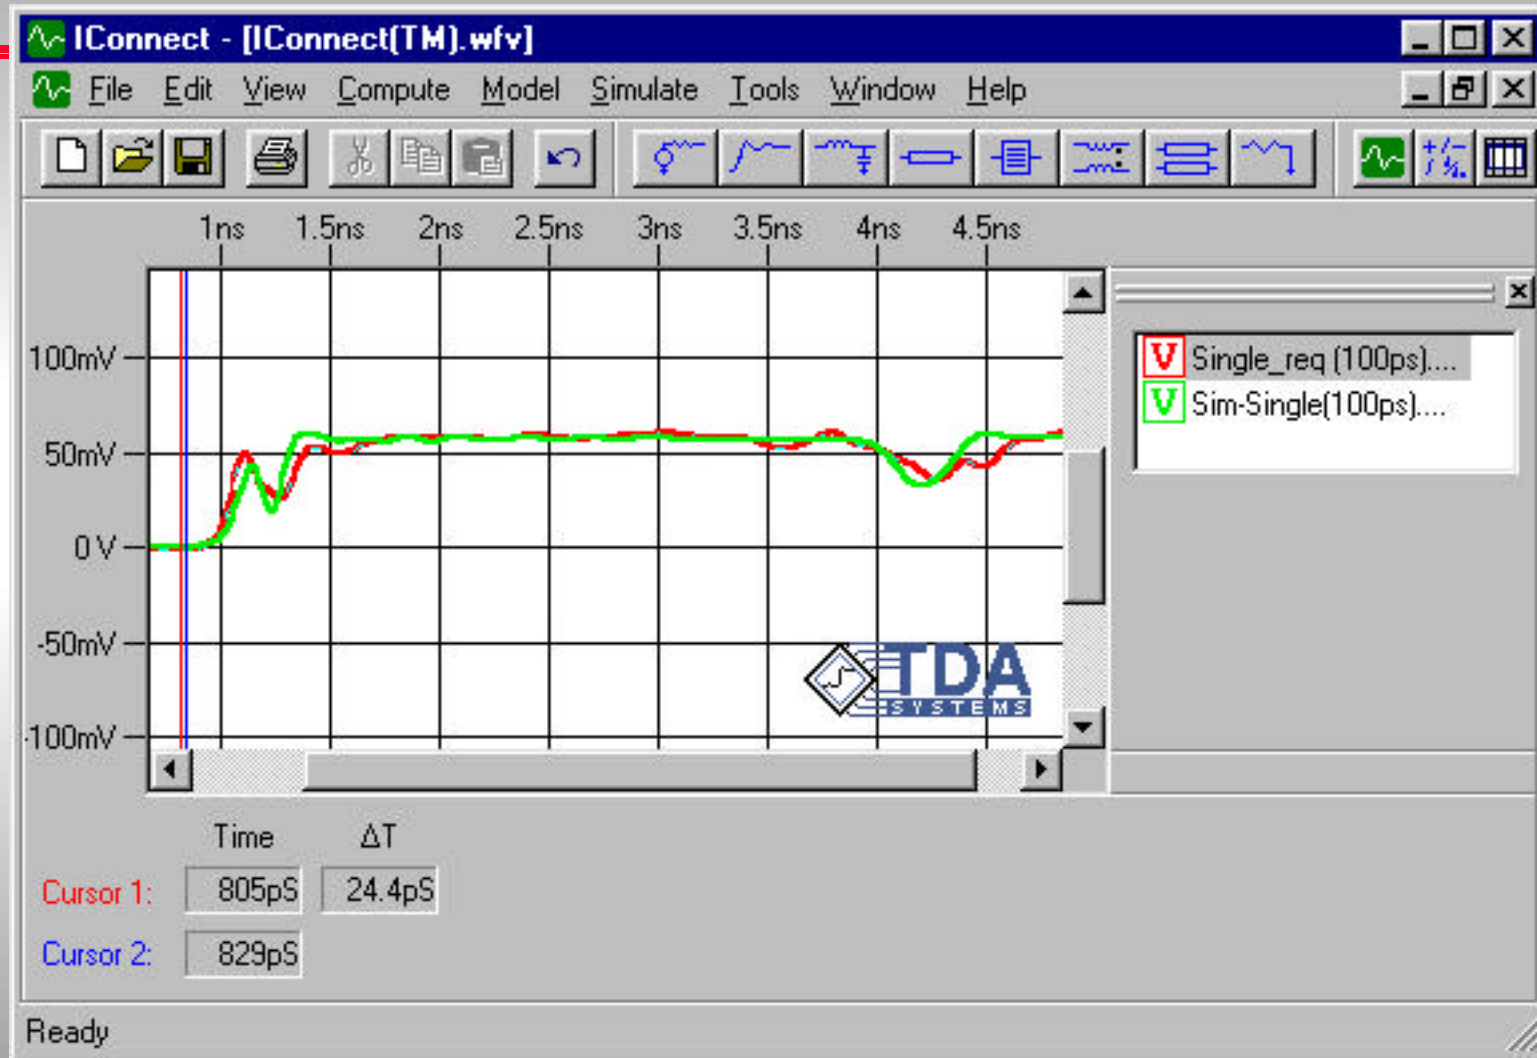 IConnect - [IConnect(TM).wfv]
File Edit View Compute Model Simulate Tools Window Help
1ns 1.5ns 2ns 2.5ns 3ns 3.5ns 4ns 4.5ns
100mV
50mV
0 V
-50mV
-100mV
V Single_req (100ps)....
V Sim-Single(100ps)....
TDA
SYSTEMS
Time ΔT
Cursor 1: 805pS 24.4pS
Cursor 2: 829pS
Ready